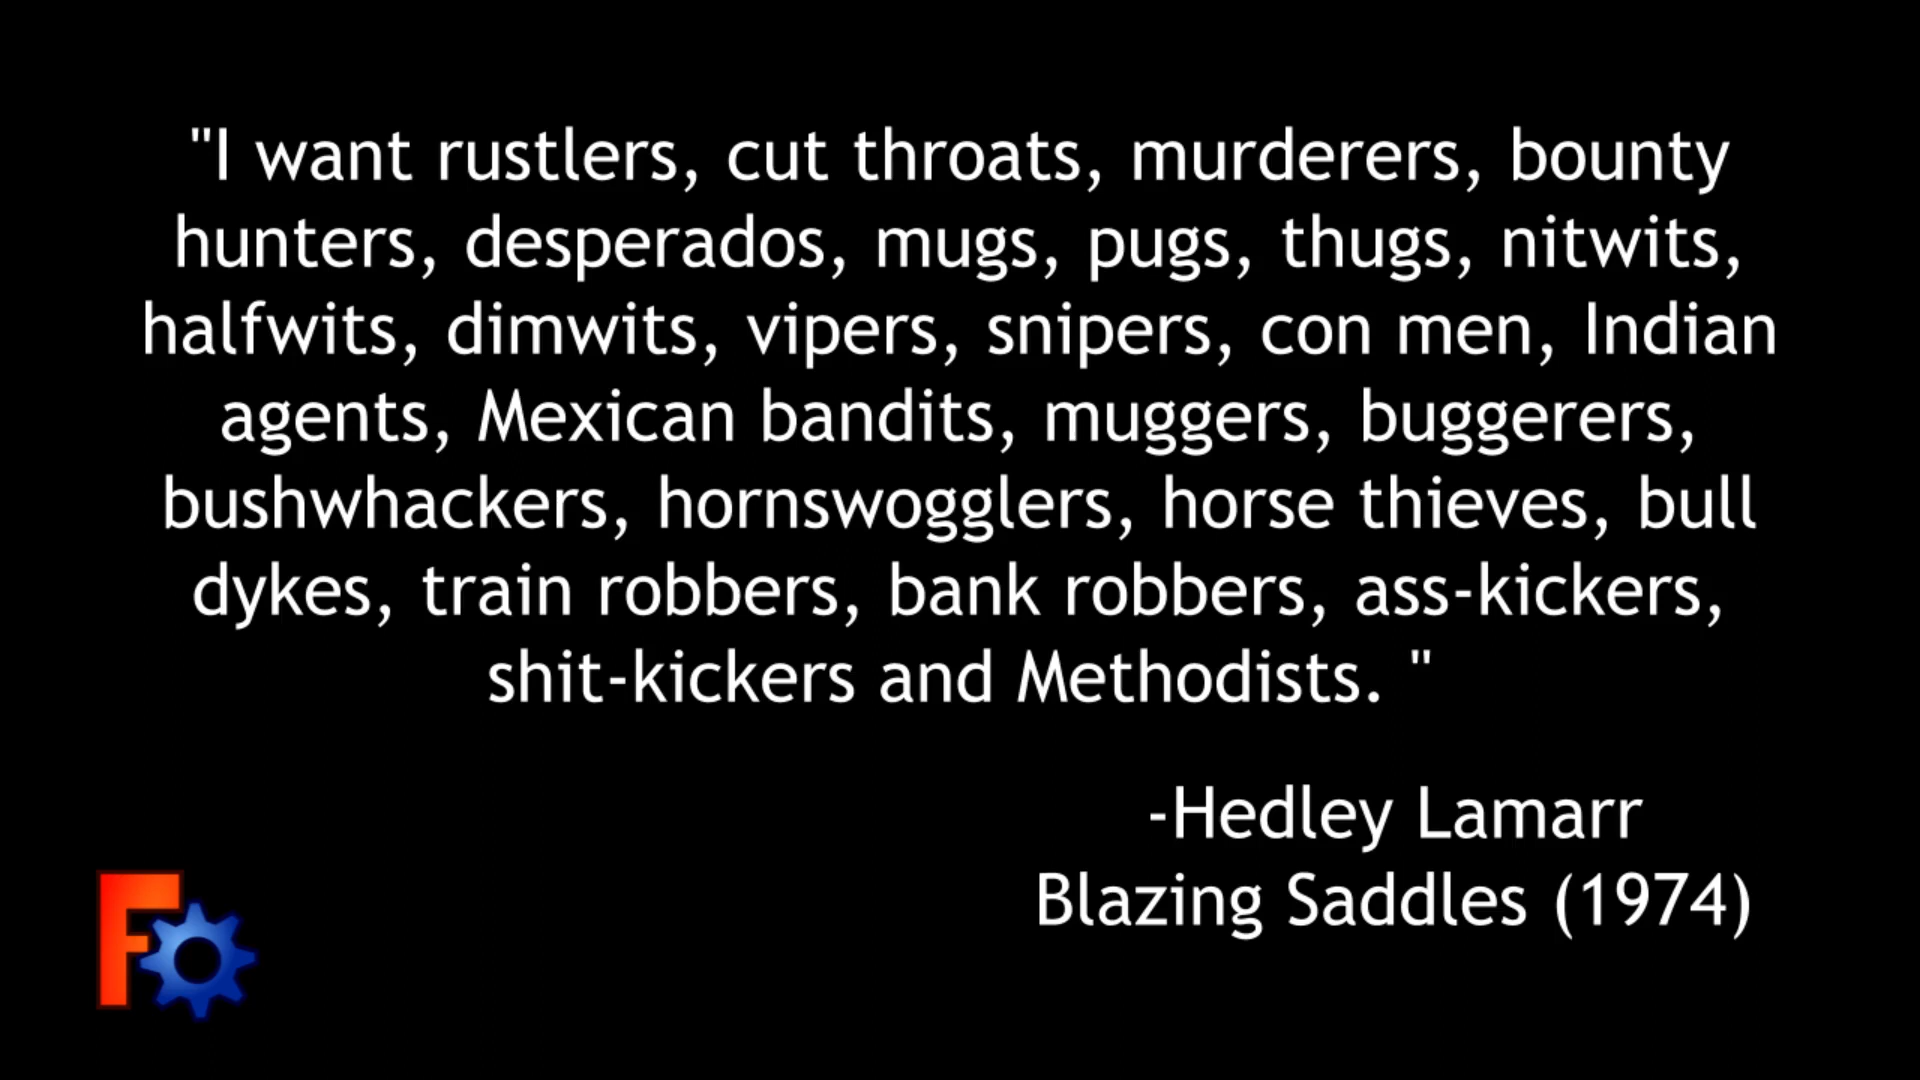 "I want rustlers, cut throats, murderers, bounty
hunters, desperados, mugs, pugs, thugs, nitwits,
halfwits, dimwits, vipers, snipers, con men, Indian
agents, Mexican bandits, muggers, buggerers,
bushwhackers, hornswogglers, horse thieves, bull
dykes, train robbers, bank robbers, ass-kickers,
shit-kickers and Methodists. "
-Hedley Lamarr
Blazing Saddles (1974)
F